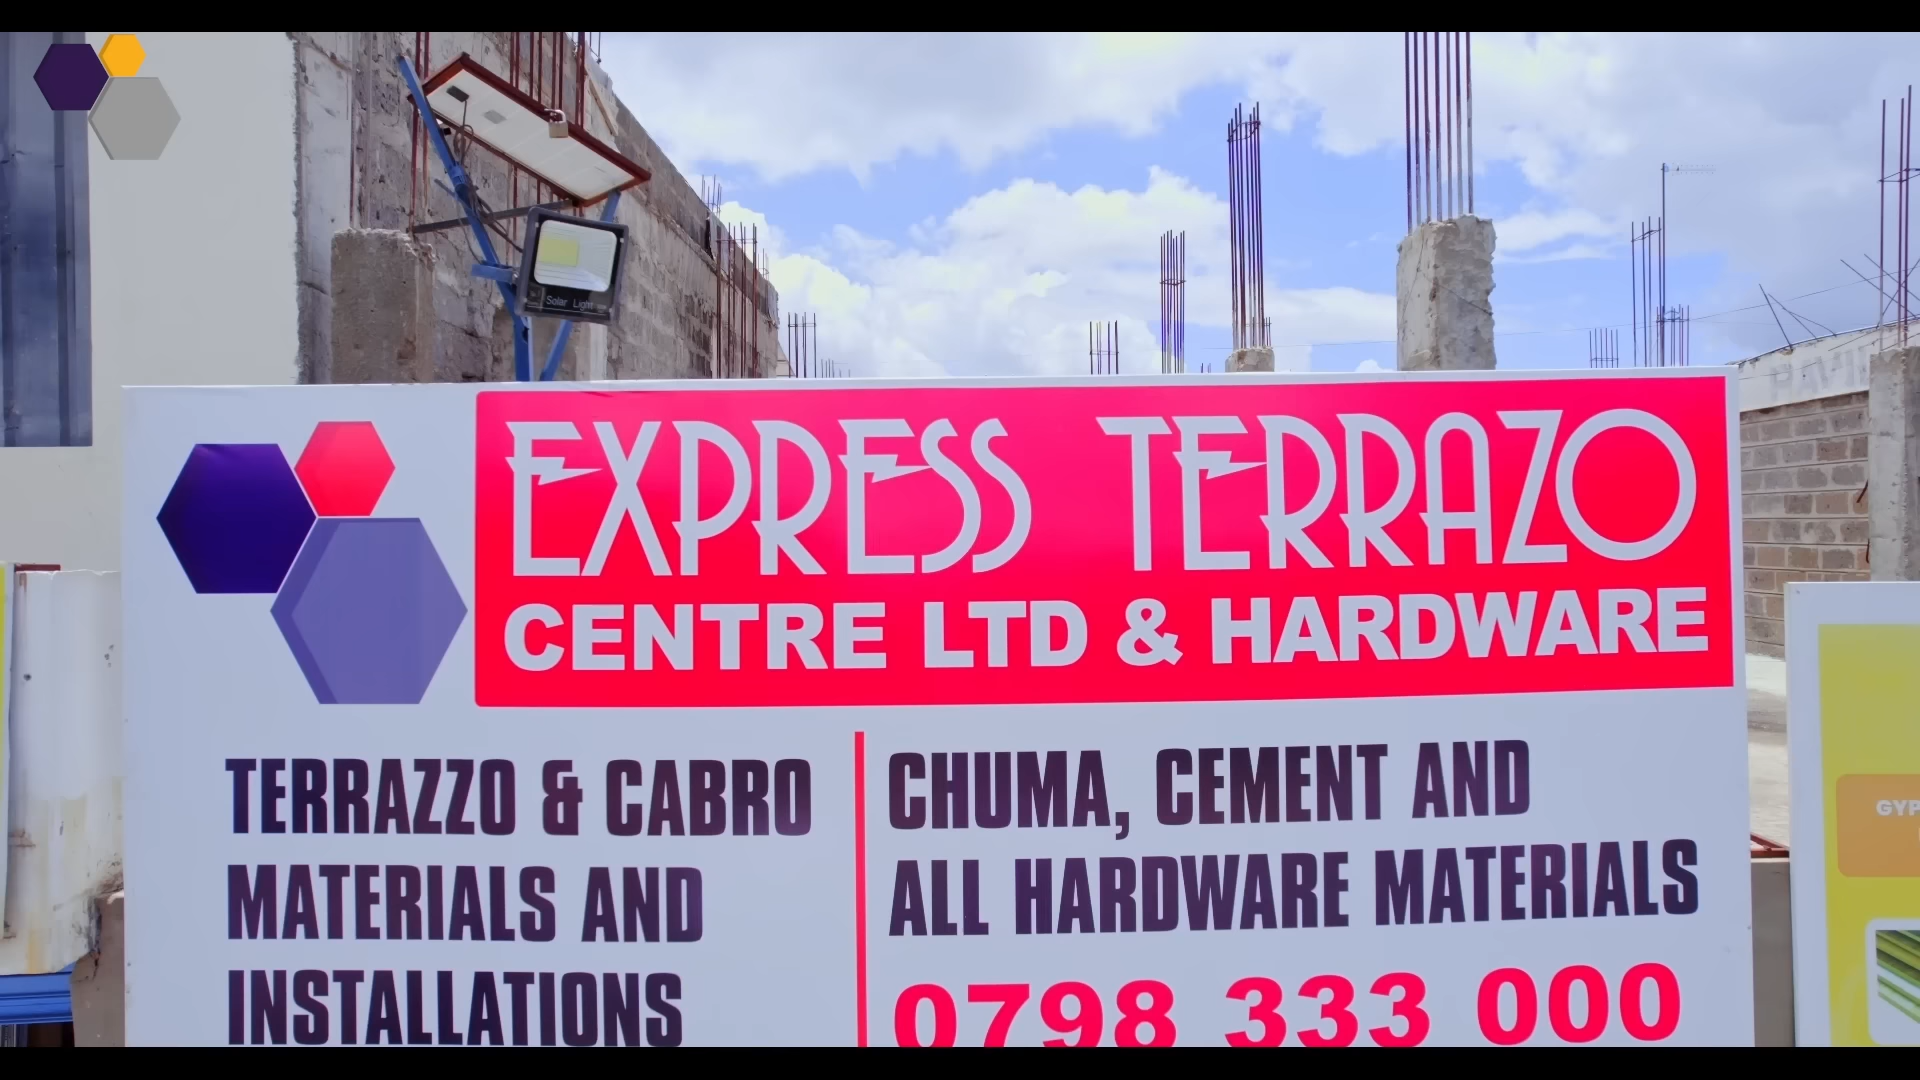 Solar Light
EXPRESS TERRAZO
CENTRE LTD & HARDWARE
TERRAZZO & CABRO
MATERIALS AND
INSTALLATIONS
CHUMA, CEMENT AND
ALL HARDWARE MATERIALS
0798 333 000
GYP